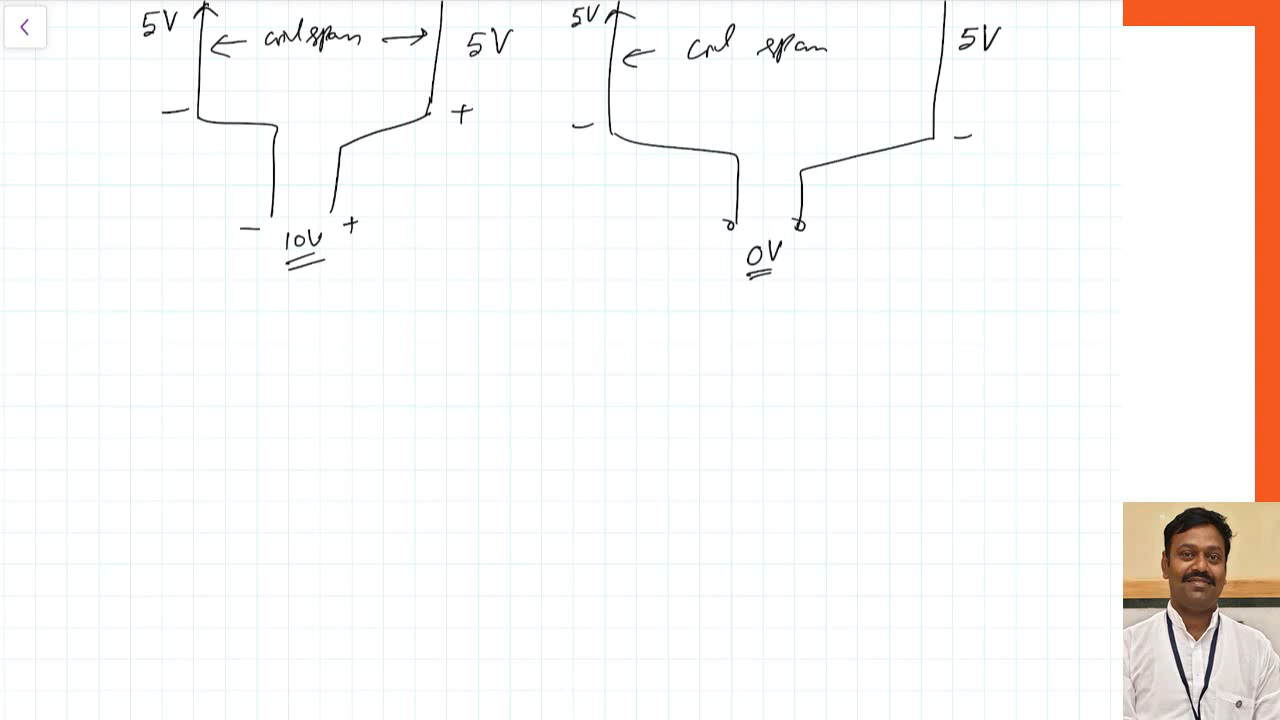 5V ← coil span → 5V
- +
- 10V +
5V ← coil span 5V
- -
0V